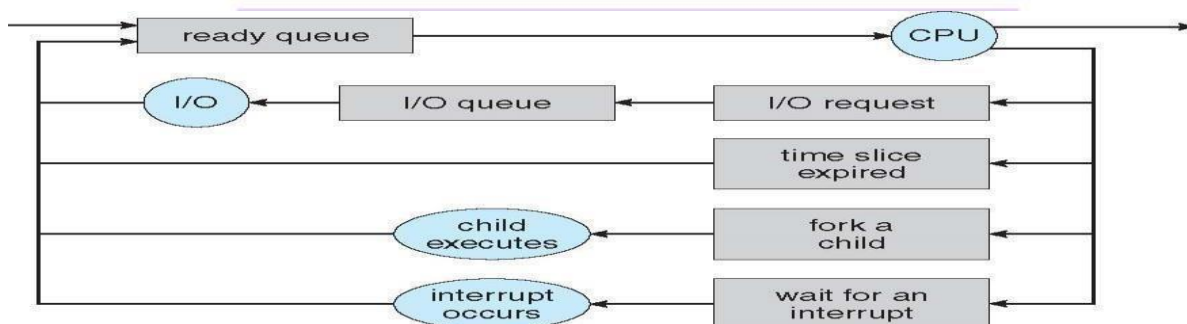 ready queue
CPU
I/O
I/O queue
I/O request
time slice
expired
child
executes
fork a
child
interrupt
occurs
wait for an
interrupt